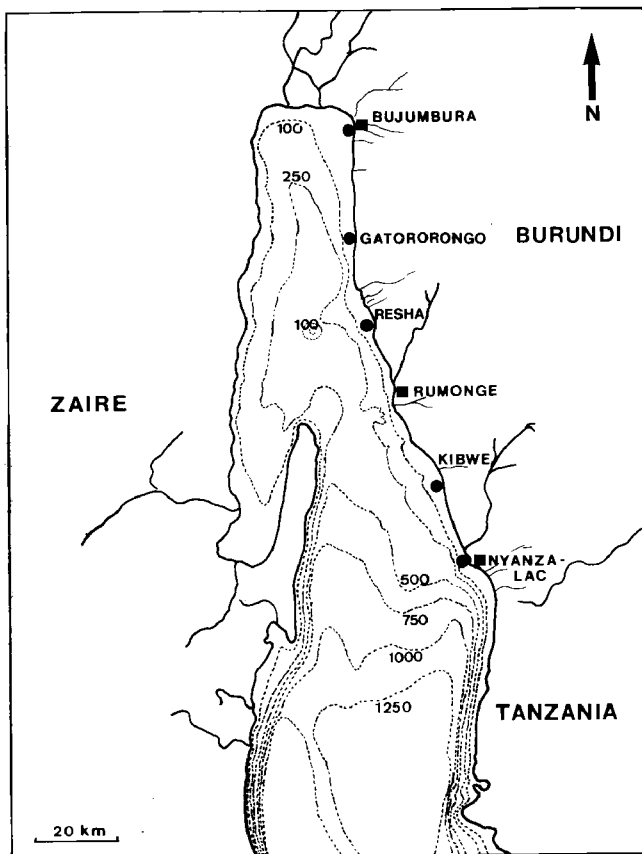 N
BUJUMBURA
100
250
GATORORONGO
BURUNDI
RESHA
100
ZAIRE
RUMONGE
KIBWE
NYANZA-
LAC
500
750
1000
1250
TANZANIA
20 km